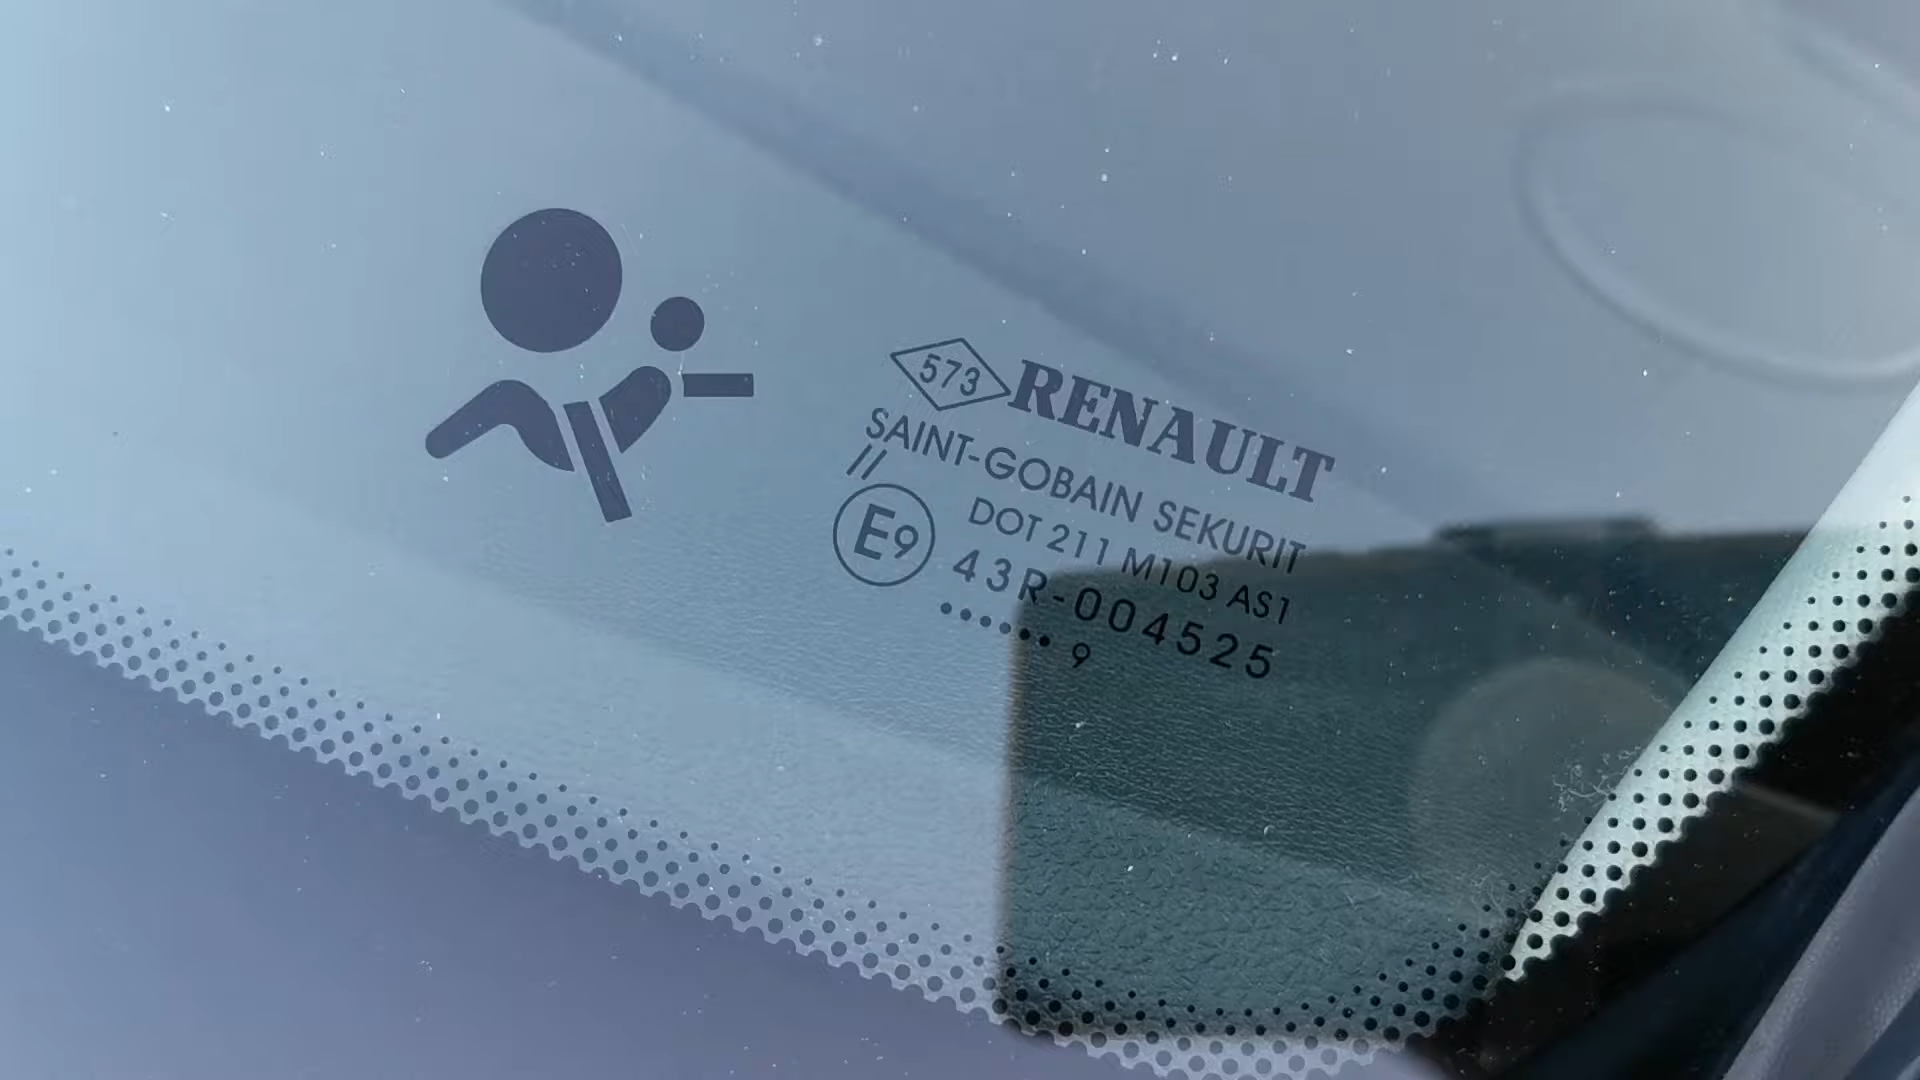 573 RENAULT
SAINT-GOBAIN SEKURIT
//
DOT 211 M103 AS1
E9 43R-004525
•••••• 9